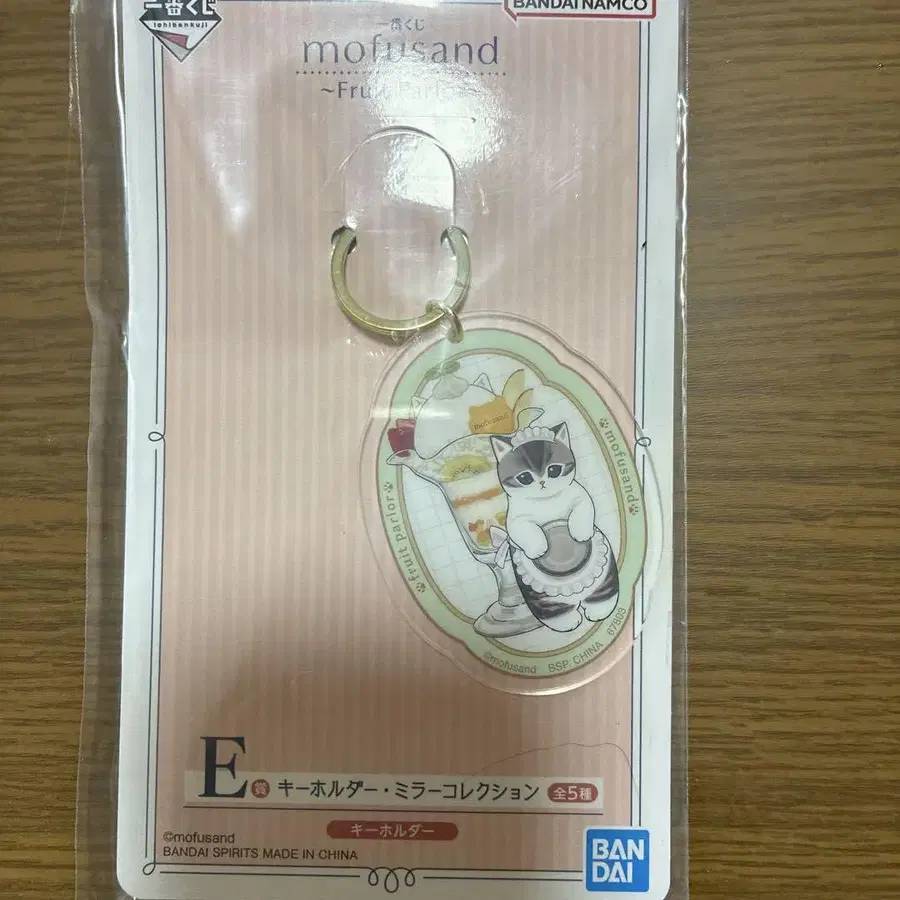 一番くじ
ichibankuji
BANDAI NAMCO
一番くじ
mofusand
~Fruit Parlor~
mofusand
fruit parlor
mofusand
©mofusand BSP CHINA 67803
E賞 キーホルダー・ミラーコレクション 全5種
キーホルダー
©mofusand
BANDAI SPIRITS MADE IN CHINA
BAN
DAI